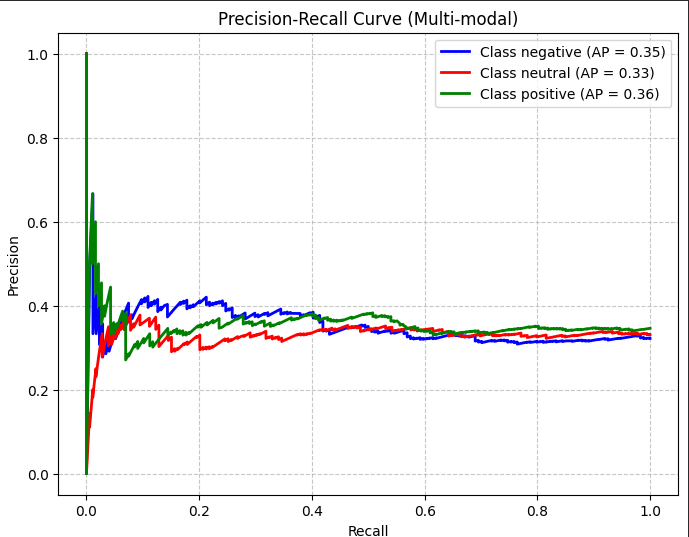 Precision-Recall Curve (Multi-modal)
Class negative (AP = 0.35)
Class neutral (AP = 0.33)
Class positive (AP = 0.36)
Precision
1.0
0.8
0.6
0.4
0.2
0.0
0.0 0.2 0.4 0.6 0.8 1.0
Recall